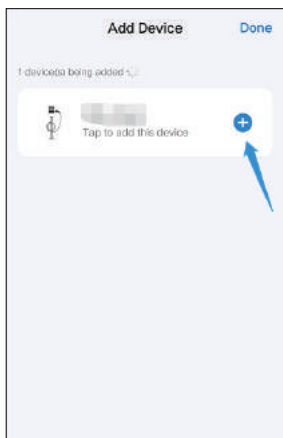 Add Device Done
1 device(s) being added
Tap to add this device